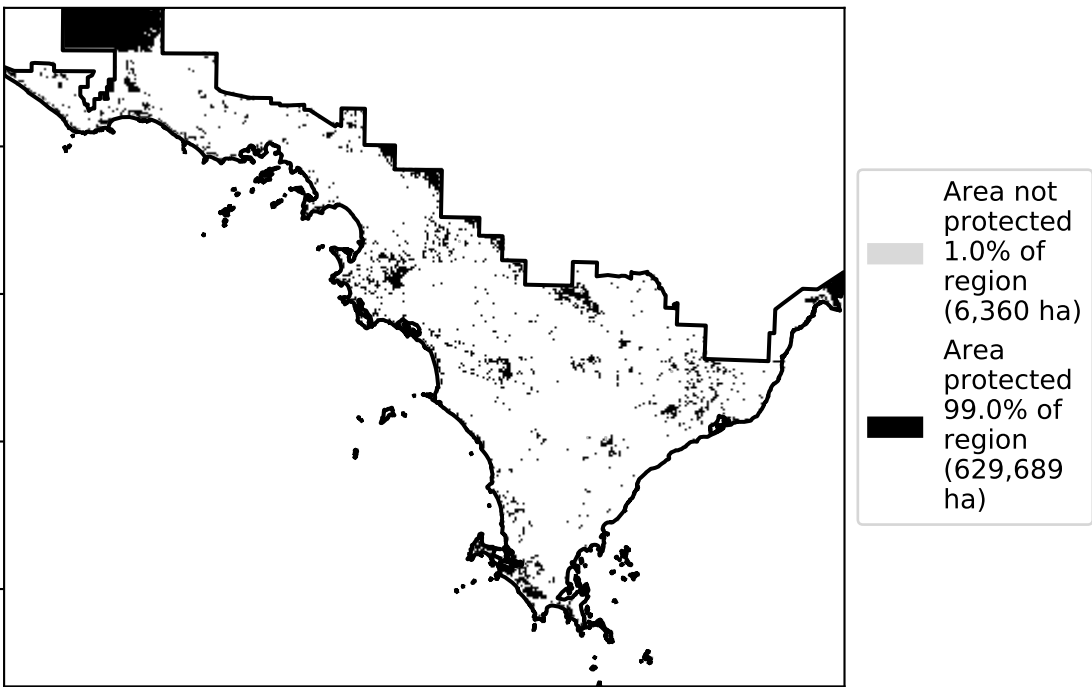 Area not
protected
1.0% of
region
(6,360 ha)
Area
protected
99.0% of
region
(629,689
ha)